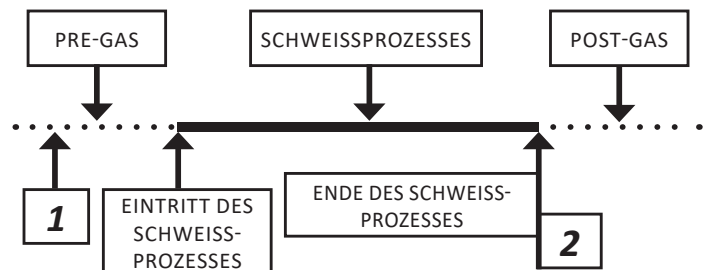 PRE-GAS
SCHWEISSPROZESSES
POST-GAS
1
EINTRITT DES
SCHWEISS-
PROZESSES
ENDE DES SCHWEISS-
PROZESSES
2